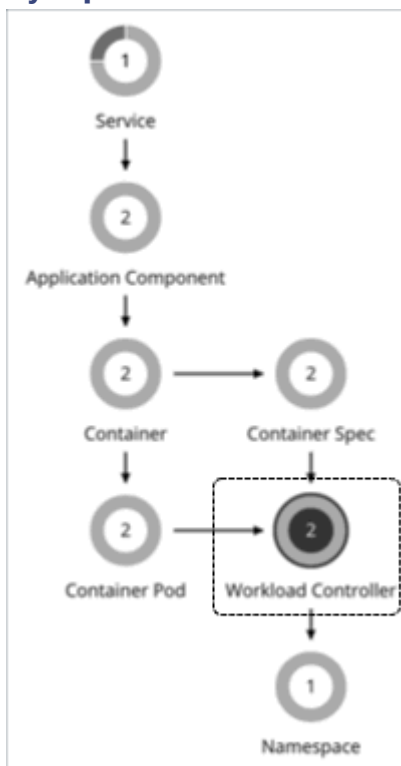 1
Service
2
Application Component
2 2
Container Container Spec
2 2
Container Pod Workload Controller
1
Namespace